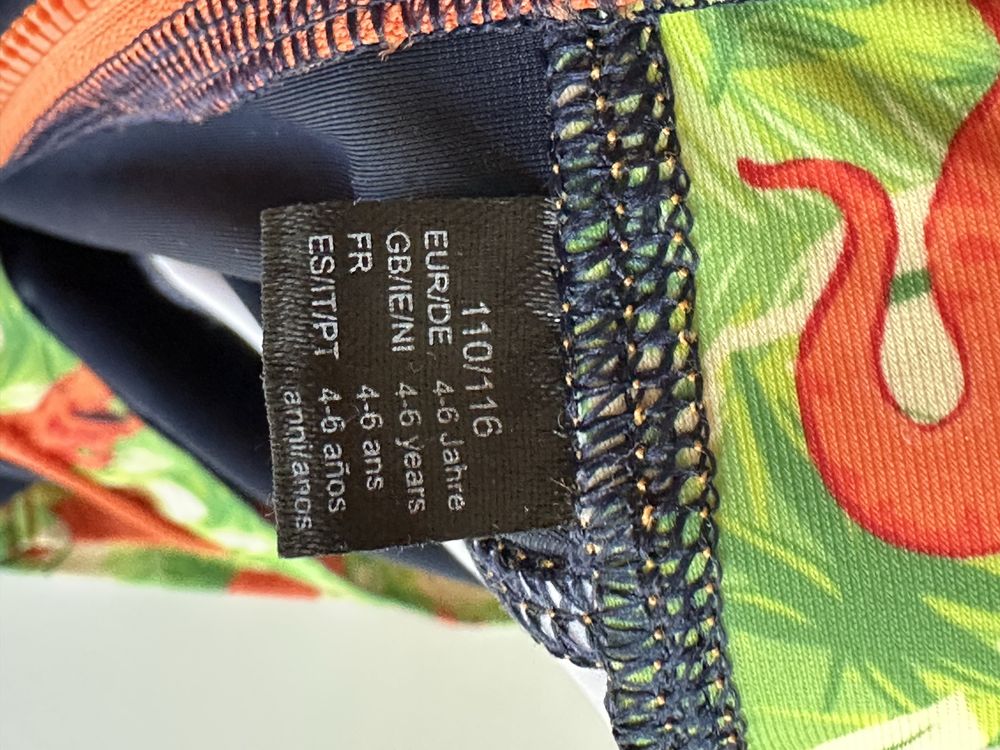 110/116
EUR/DE 4-6 Jahre
GB/IE/NI 4-6 years
FR 4-6 ans
ES/IT/PT 4-6 años
anni/anos